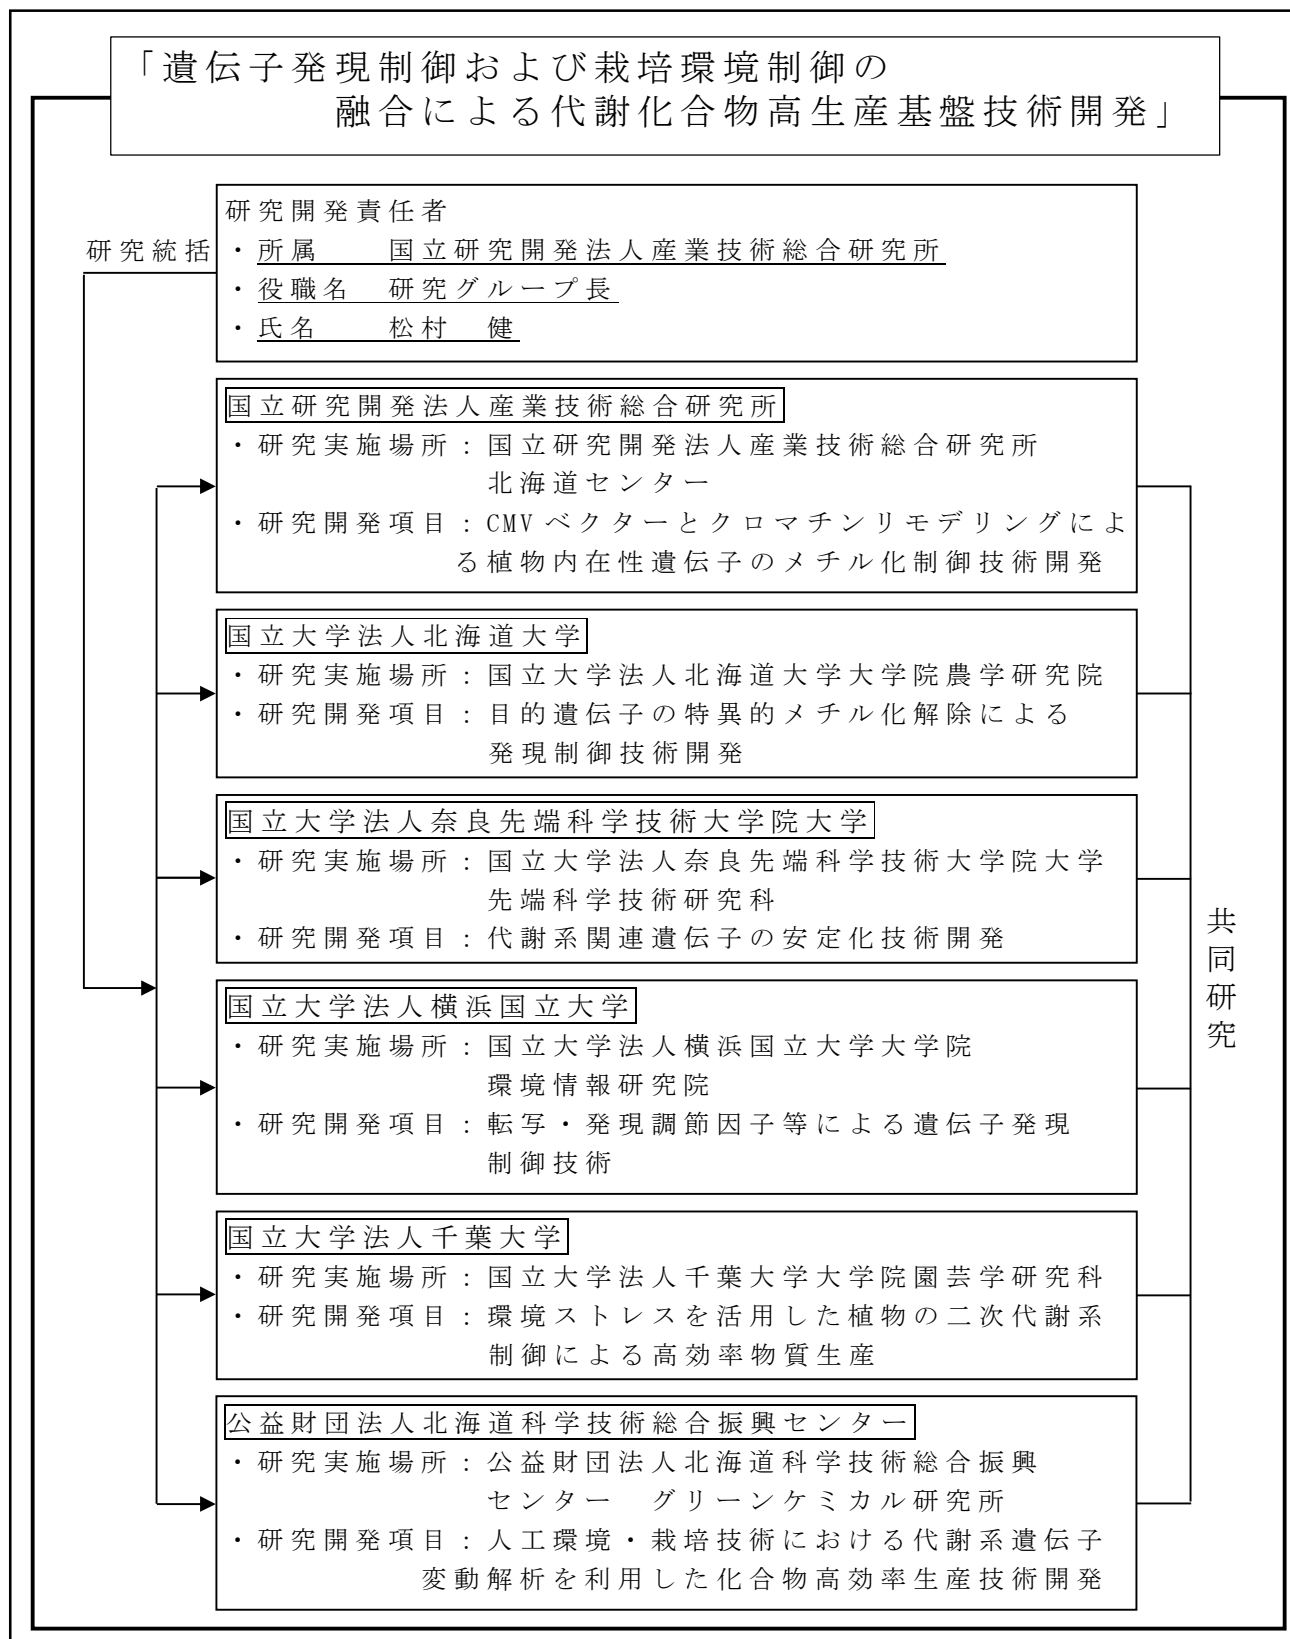 「遺伝子発現制御および栽培環境制御の
融合による代謝化合物高生産基盤技術開発」
研究統括
研究開発責任者
・所属　　国立研究開発法人産業技術総合研究所
・役職名　研究グループ長
・氏名　　松村　健
国立研究開発法人産業技術総合研究所
・研究実施場所：国立研究開発法人産業技術総合研究所
北海道センター
・研究開発項目：CMVベクターとクロマチンリモデリングによ
る植物内在性遺伝子のメチル化制御技術開発
国立大学法人北海道大学
・研究実施場所：国立大学法人北海道大学大学院農学研究院
・研究開発項目：目的遺伝子の特異的メチル化解除による
発現制御技術開発
国立大学法人奈良先端科学技術大学院大学
・研究実施場所：国立大学法人奈良先端科学技術大学院大学
先端科学技術研究科
・研究開発項目：代謝系関連遺伝子の安定化技術開発
国立大学法人横浜国立大学
・研究実施場所：国立大学法人横浜国立大学大学院
環境情報研究院
・研究開発項目：転写・発現調節因子等による遺伝子発現
制御技術
国立大学法人千葉大学
・研究実施場所：国立大学法人千葉大学大学院園芸学研究科
・研究開発項目：環境ストレスを活用した植物の二次代謝系
制御による高効率物質生産
公益財団法人北海道科学技術総合振興センター
・研究実施場所：公益財団法人北海道科学技術総合振興
センター　グリーンケミカル研究所
・研究開発項目：人工環境・栽培技術における代謝系遺伝子
変動解析を利用した化合物高効率生産技術開発
共同研究